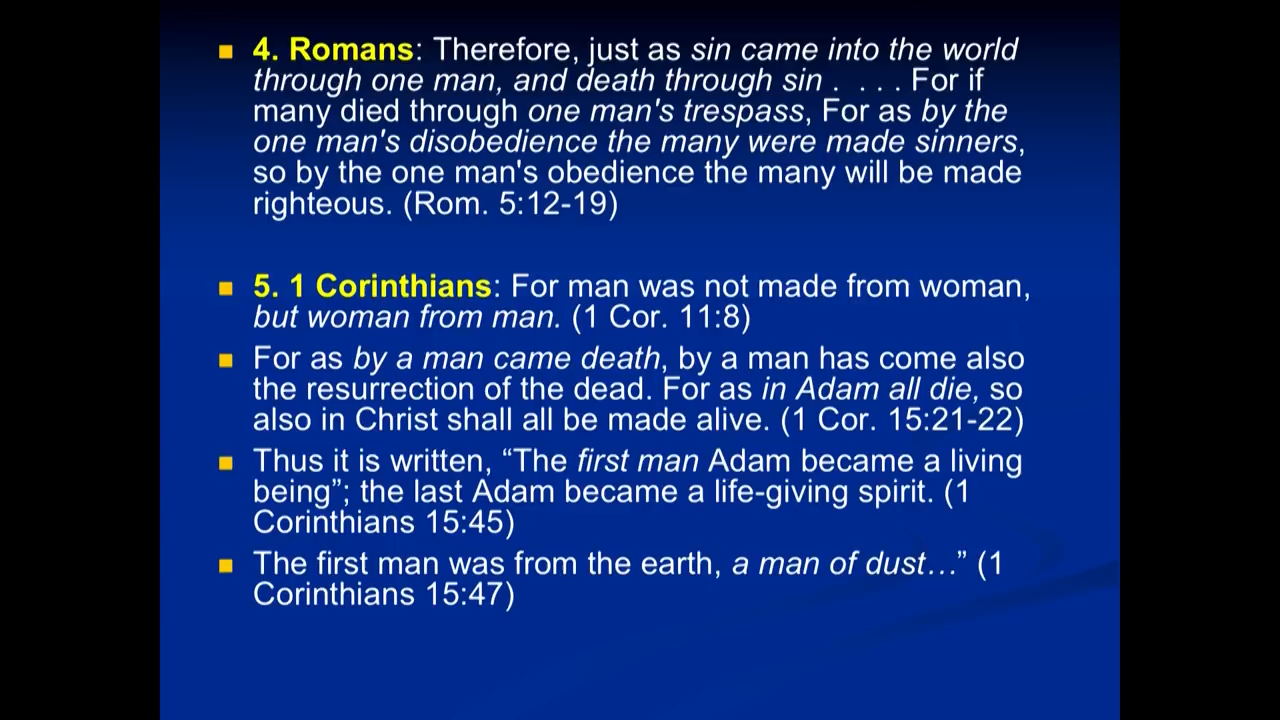 4. Romans: Therefore, just as sin came into the world
through one man, and death through sin . . . . For if
many died through one man's trespass, For as by the
one man's disobedience the many were made sinners,
so by the one man's obedience the many will be made
righteous. (Rom. 5:12-19)
5. 1 Corinthians: For man was not made from woman,
but woman from man. (1 Cor. 11:8)
For as by a man came death, by a man has come also
the resurrection of the dead. For as in Adam all die, so
also in Christ shall all be made alive. (1 Cor. 15:21-22)
Thus it is written, “The first man Adam became a living
being”; the last Adam became a life-giving spirit. (1
Corinthians 15:45)
The first man was from the earth, a man of dust…” (1
Corinthians 15:47)